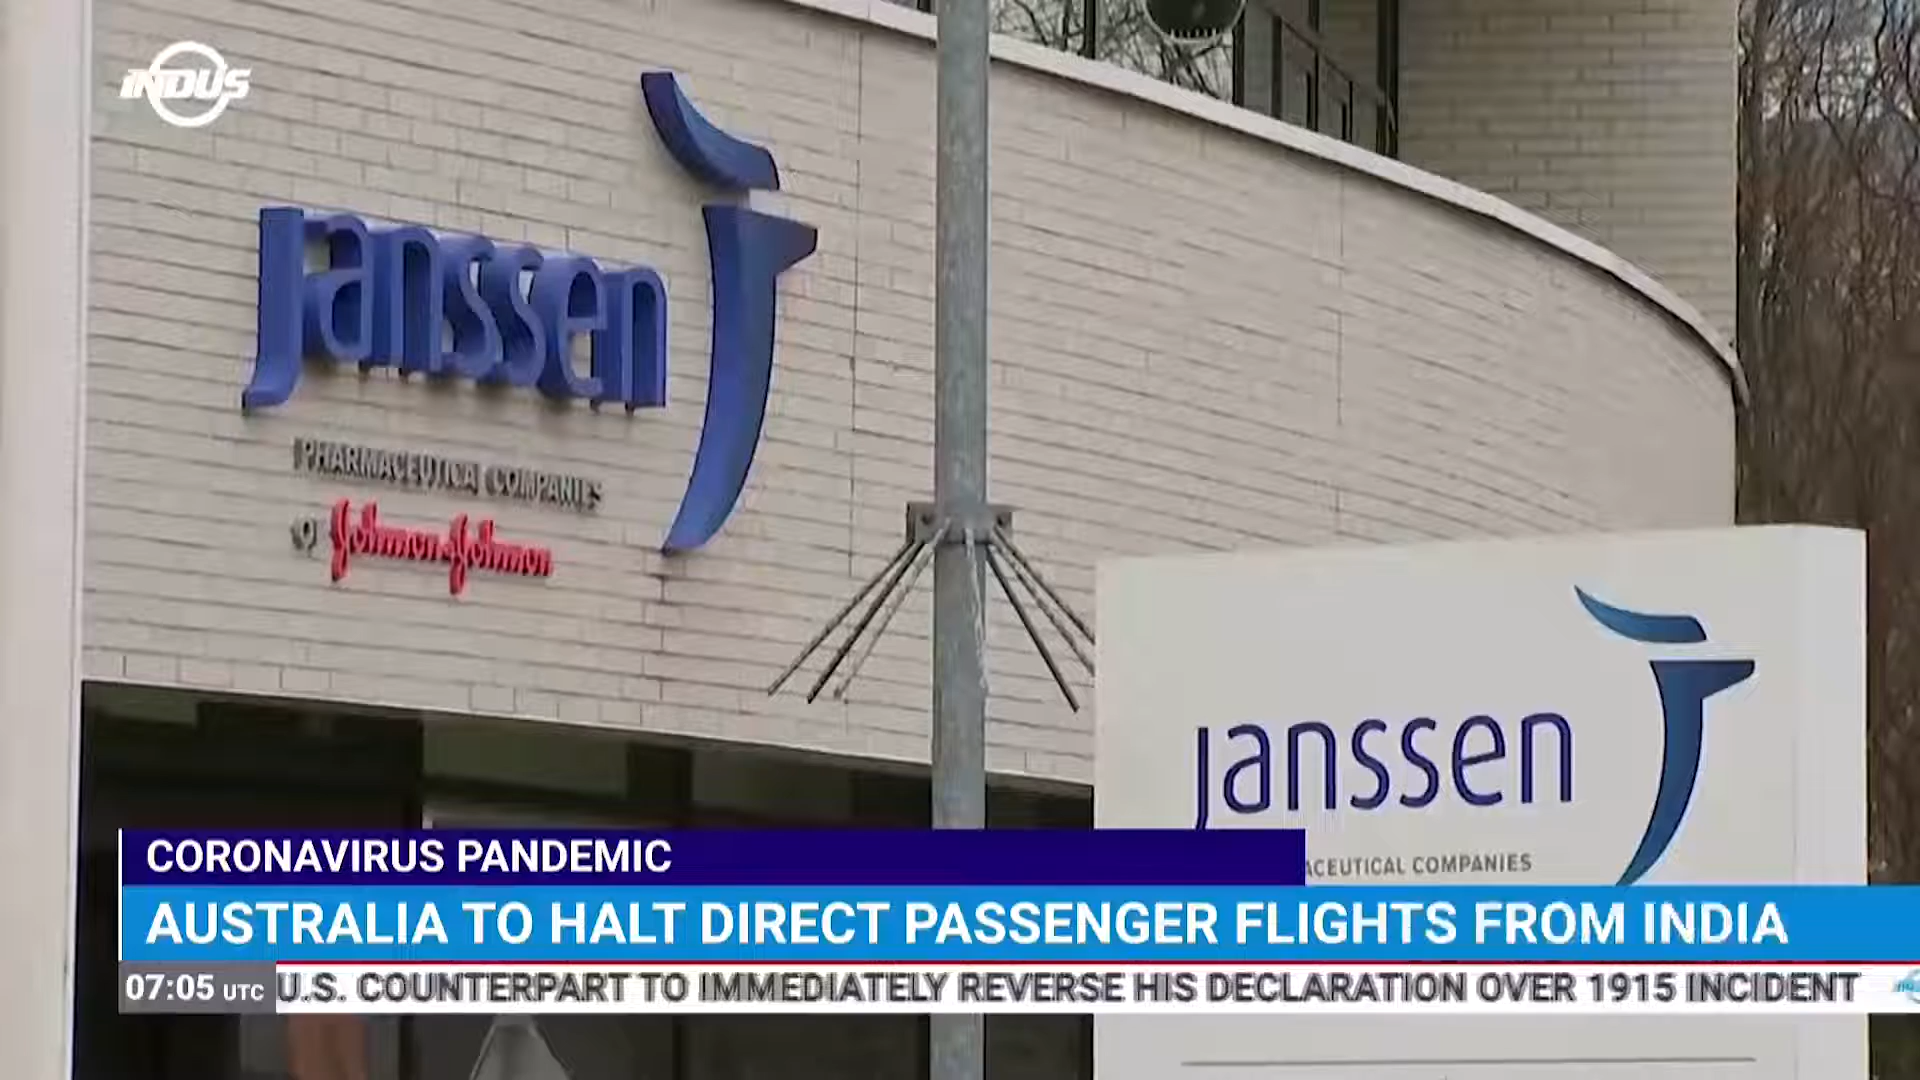 INDUS
Janssen
PHARMACEUTICAL COMPANIES
OF Johnson & Johnson
Janssen
ACEUTICAL COMPANIES
CORONAVIRUS PANDEMIC
AUSTRALIA TO HALT DIRECT PASSENGER FLIGHTS FROM INDIA
07:05 UTC U.S. COUNTERPART TO IMMEDIATELY REVERSE HIS DECLARATION OVER 1915 INCIDENT